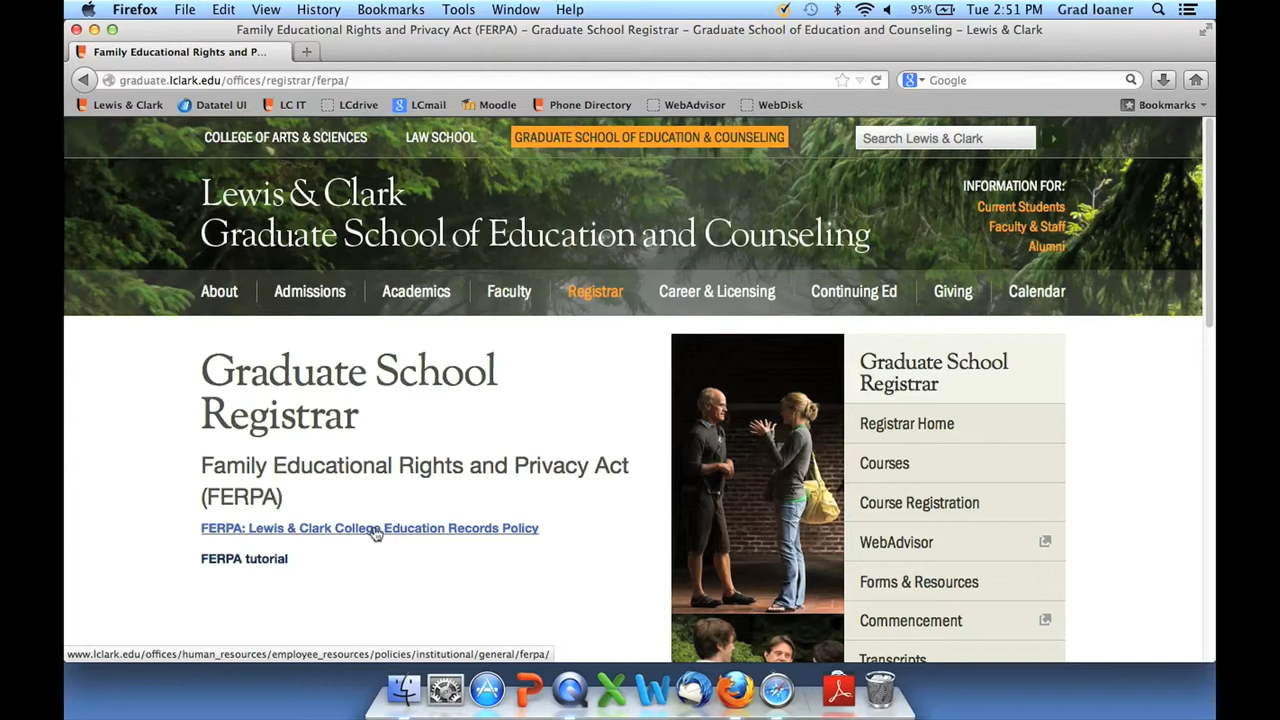 Firefox File Edit View History Bookmarks Tools Window Help 95% Tue 2:51 PM Grad loaner
Family Educational Rights and Privacy Act (FERPA) – Graduate School Registrar – Graduate School of Education and Counseling – Lewis & Clark
Family Educational Rights and P...
graduate.lclark.edu/offices/registrar/ferpa/ Google
Lewis & Clark Datatel UI LC IT LCdrive LCmail Moodle Phone Directory WebAdvisor WebDisk Bookmarks
COLLEGE OF ARTS & SCIENCES LAW SCHOOL GRADUATE SCHOOL OF EDUCATION & COUNSELING Search Lewis & Clark
Lewis & Clark
Graduate School of Education and Counseling
INFORMATION FOR:
Current Students
Faculty & Staff
Alumni
About Admissions Academics Faculty Registrar Career & Licensing Continuing Ed Giving Calendar
Graduate School
Registrar
Family Educational Rights and Privacy Act
(FERPA)
FERPA: Lewis & Clark College Education Records Policy
FERPA tutorial
Graduate School
Registrar
Registrar Home
Courses
Course Registration
WebAdvisor
Forms & Resources
Commencement
Transcripts
www.lclark.edu/offices/human_resources/employee_resources/policies/institutional/general/ferpa/